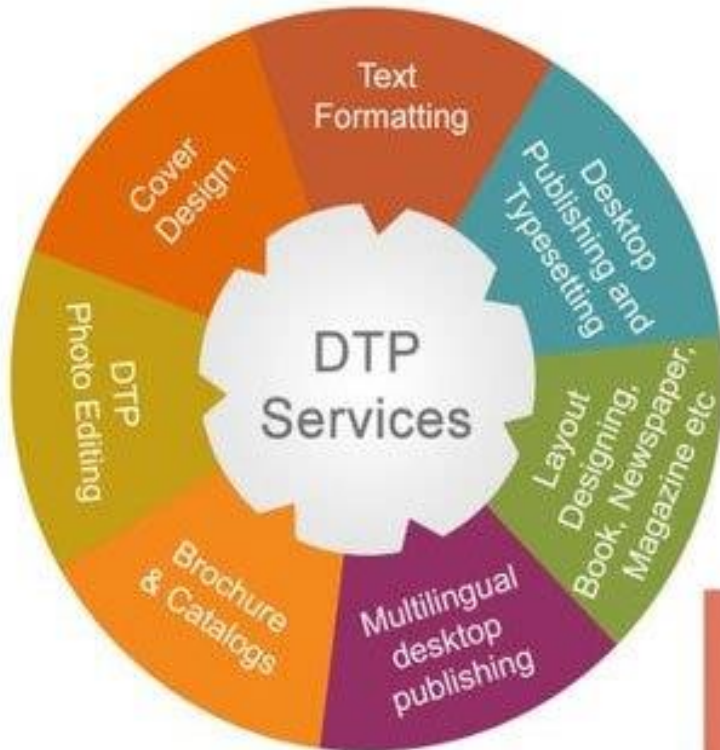 Text
Formatting
Desktop
Publishing and
Typesetting
Layout
Designing,
Book, Newspaper,
Magazine etc
Multilingual
desktop
publishing
Brochure
& Catalogs
DTP
Photo Editing
Cover
Design
DTP
Services